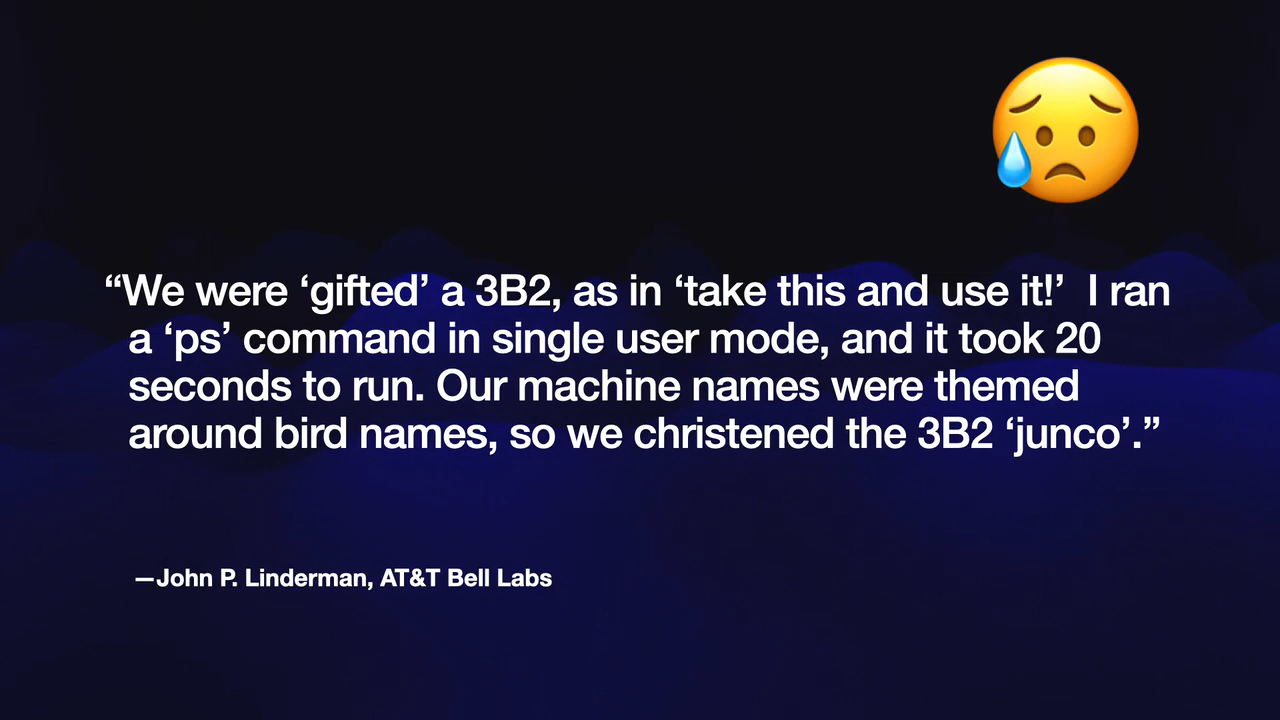 “We were ‘gifted’ a 3B2, as in ‘take this and use it!’  I ran
a ‘ps’ command in single user mode, and it took 20
seconds to run. Our machine names were themed
around bird names, so we christened the 3B2 ‘junco’.”
—John P. Linderman, AT&T Bell Labs